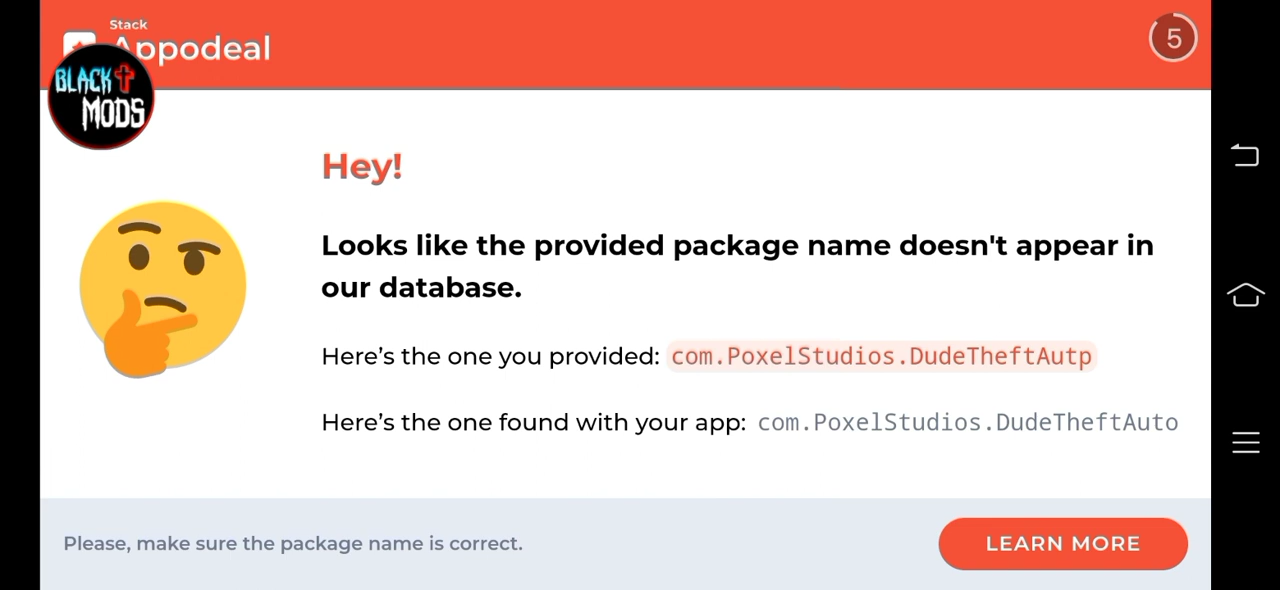 Stack
Appodeal
5
BLACK
MODS
Hey!
Looks like the provided package name doesn't appear in
our database.
Here’s the one you provided: com.PoxelStudios.DudeTheftAutp
Here’s the one found with your app: com.PoxelStudios.DudeTheftAuto
Please, make sure the package name is correct.
LEARN MORE